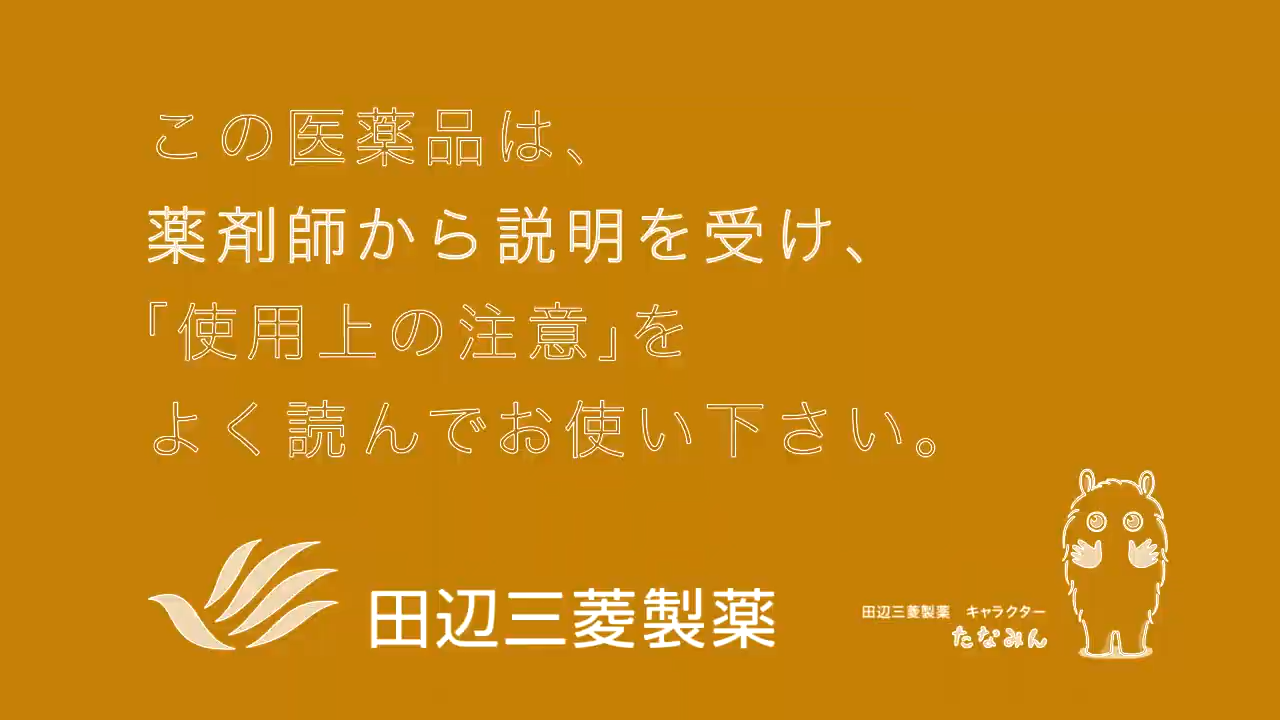 この医薬品は、
薬剤師から説明を受け、
「使用上の注意」を
よく読んでお使い下さい。
田辺三菱製薬
田辺三菱製薬 キャラクター
たなみん